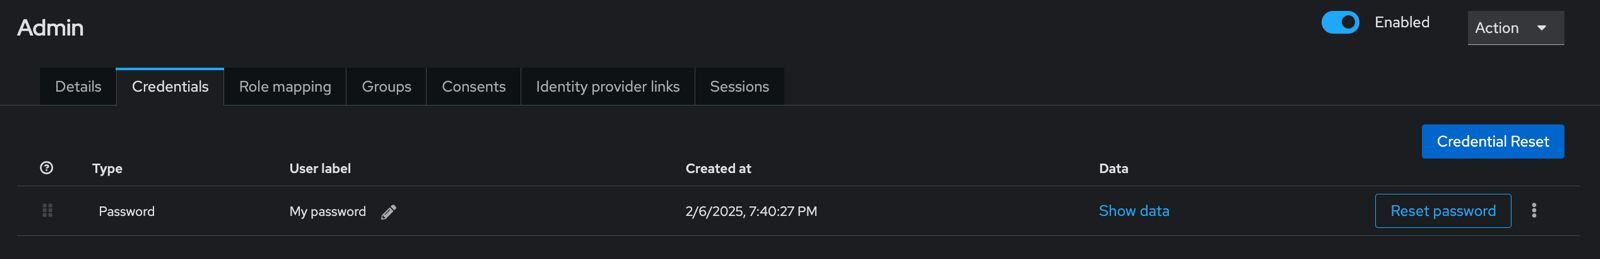 Admin
Enabled
Action
Details Credentials Role mapping Groups Consents Identity provider links Sessions
Credential Reset
Type User label Created at Data
Password My password 2/6/2025, 7:40:27 PM Show data Reset password